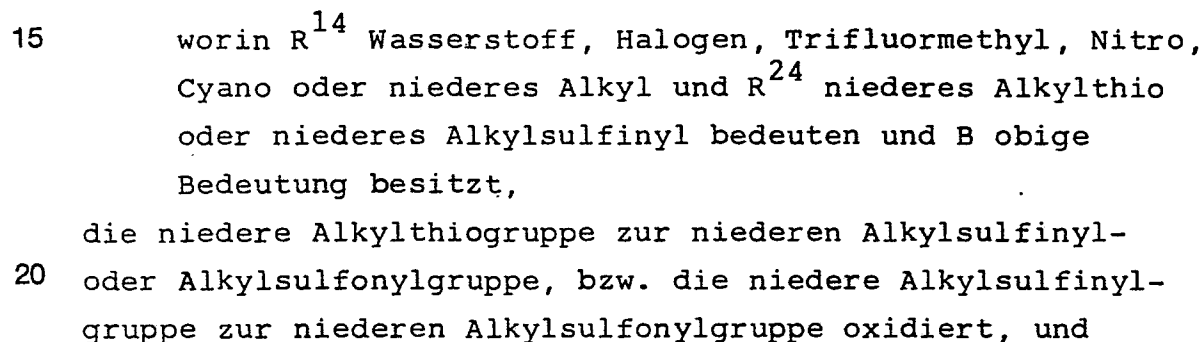 15 worin R^14 Wasserstoff, Halogen, Trifluormethyl, Nitro,
Cyano oder niederes Alkyl und R^24 niederes Alkylthio
oder niederes Alkylsulfinyl bedeuten und B obige
Bedeutung besitzt,
die niedere Alkylthiogruppe zur niederen Alkylsulfinyl-
20 oder Alkylsulfonylgruppe, bzw. die niedere Alkylsulfinyl-
gruppe zur niederen Alkylsulfonylgruppe oxidiert, und